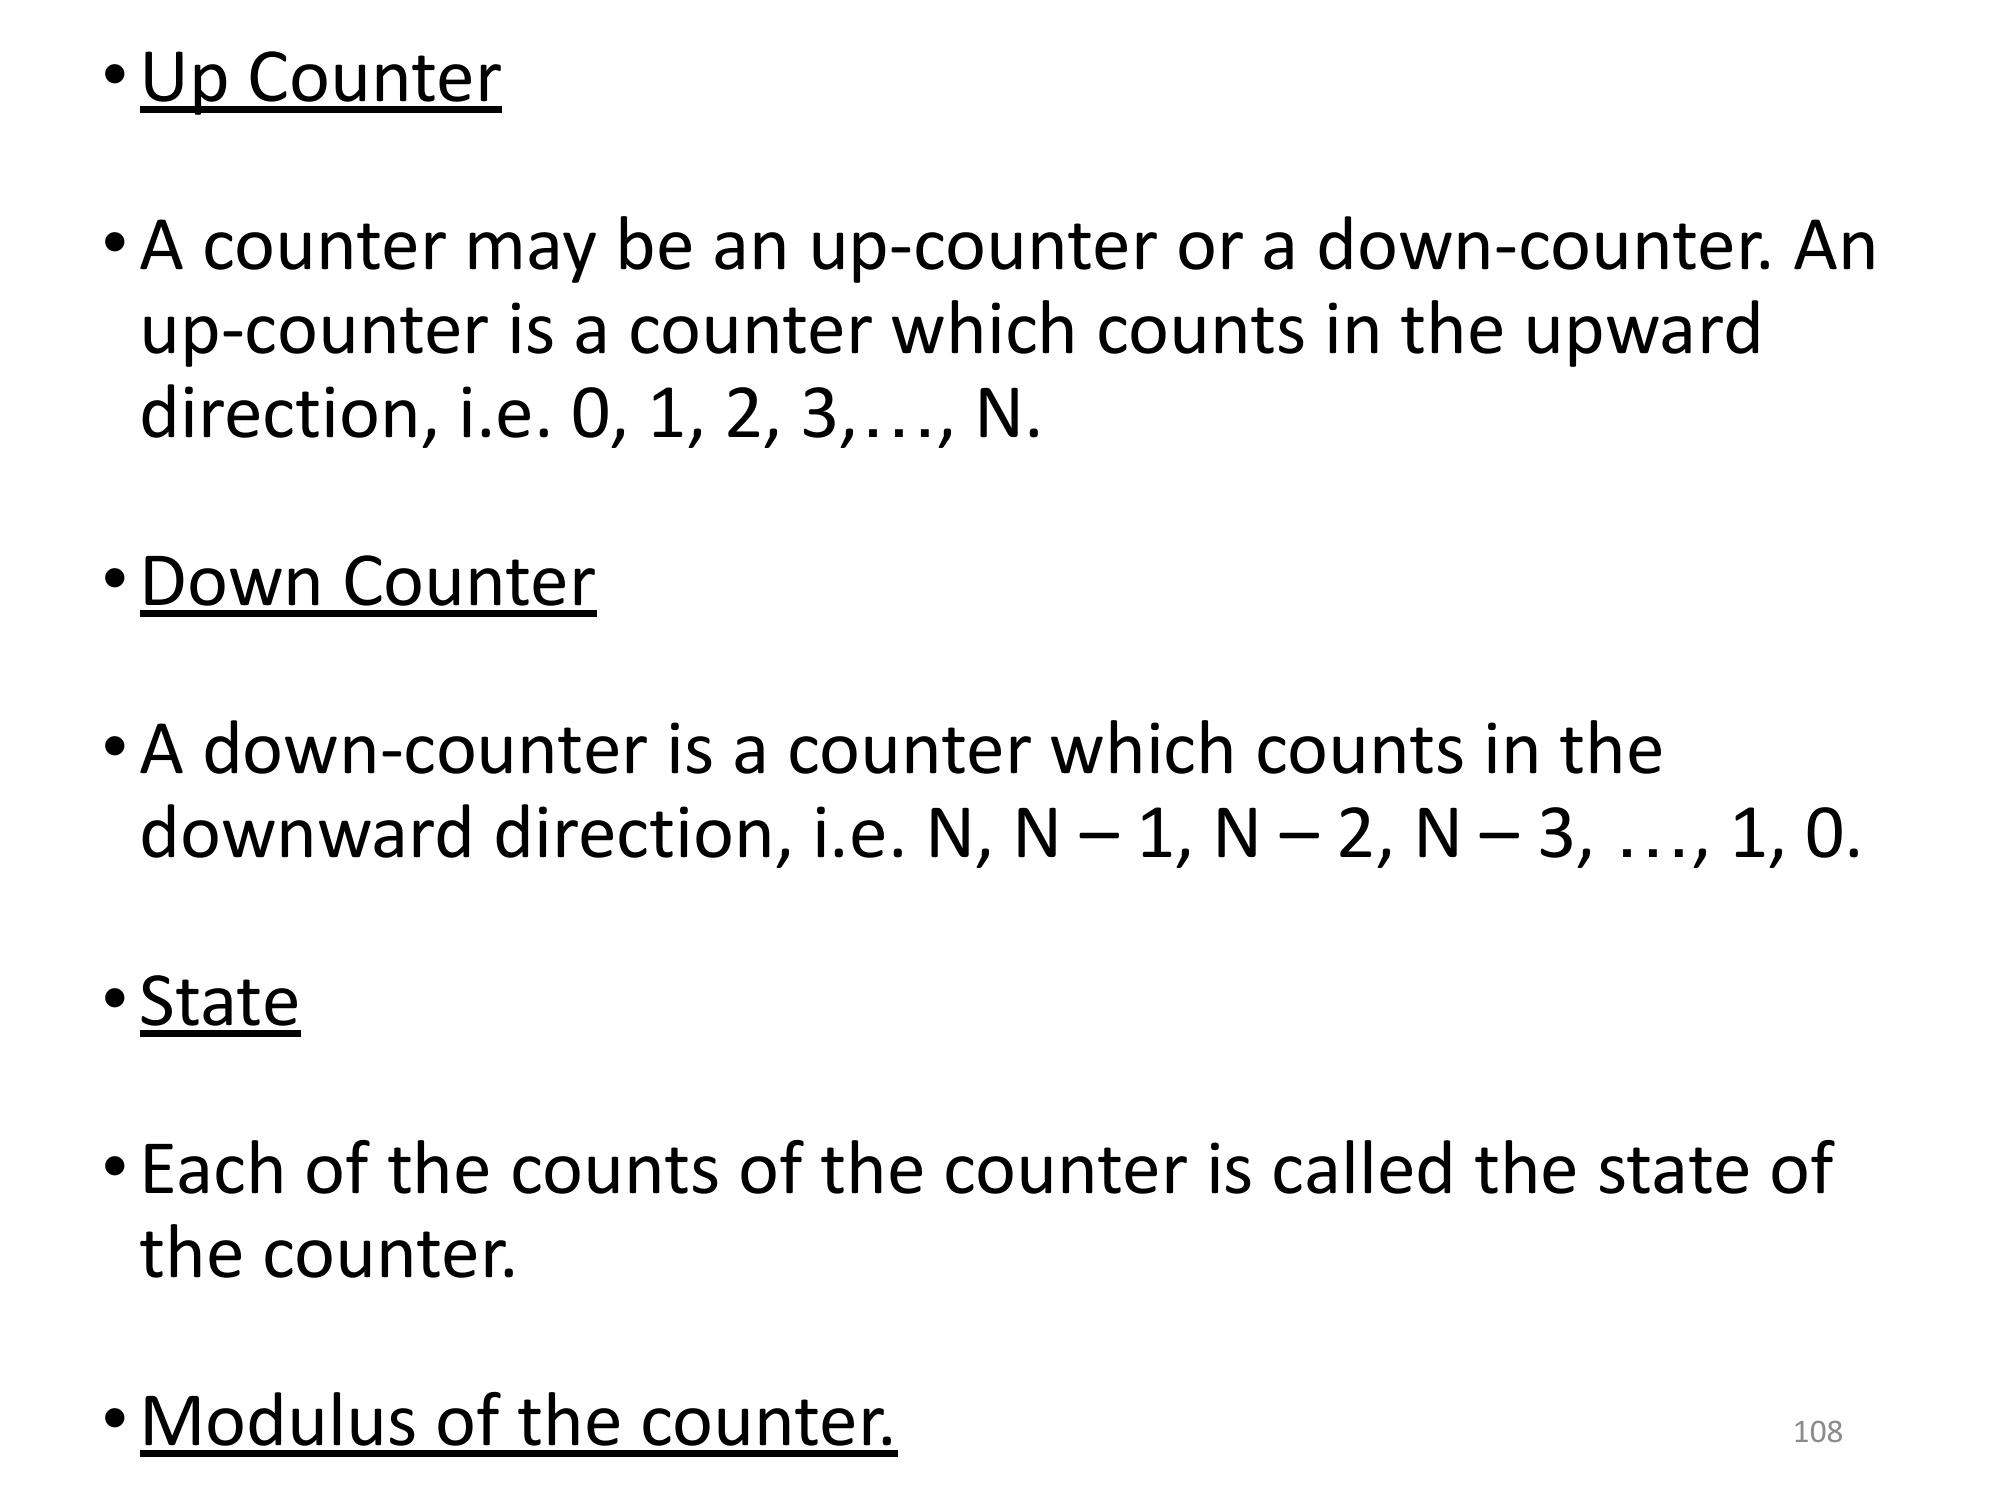 • Up Counter
• A counter may be an up-counter or a down-counter. An
up-counter is a counter which counts in the upward
direction, i.e. 0, 1, 2, 3,…, N.
• Down Counter
• A down-counter is a counter which counts in the
downward direction, i.e. N, N – 1, N – 2, N – 3, …, 1, 0.
• State
• Each of the counts of the counter is called the state of
the counter.
• Modulus of the counter.
108